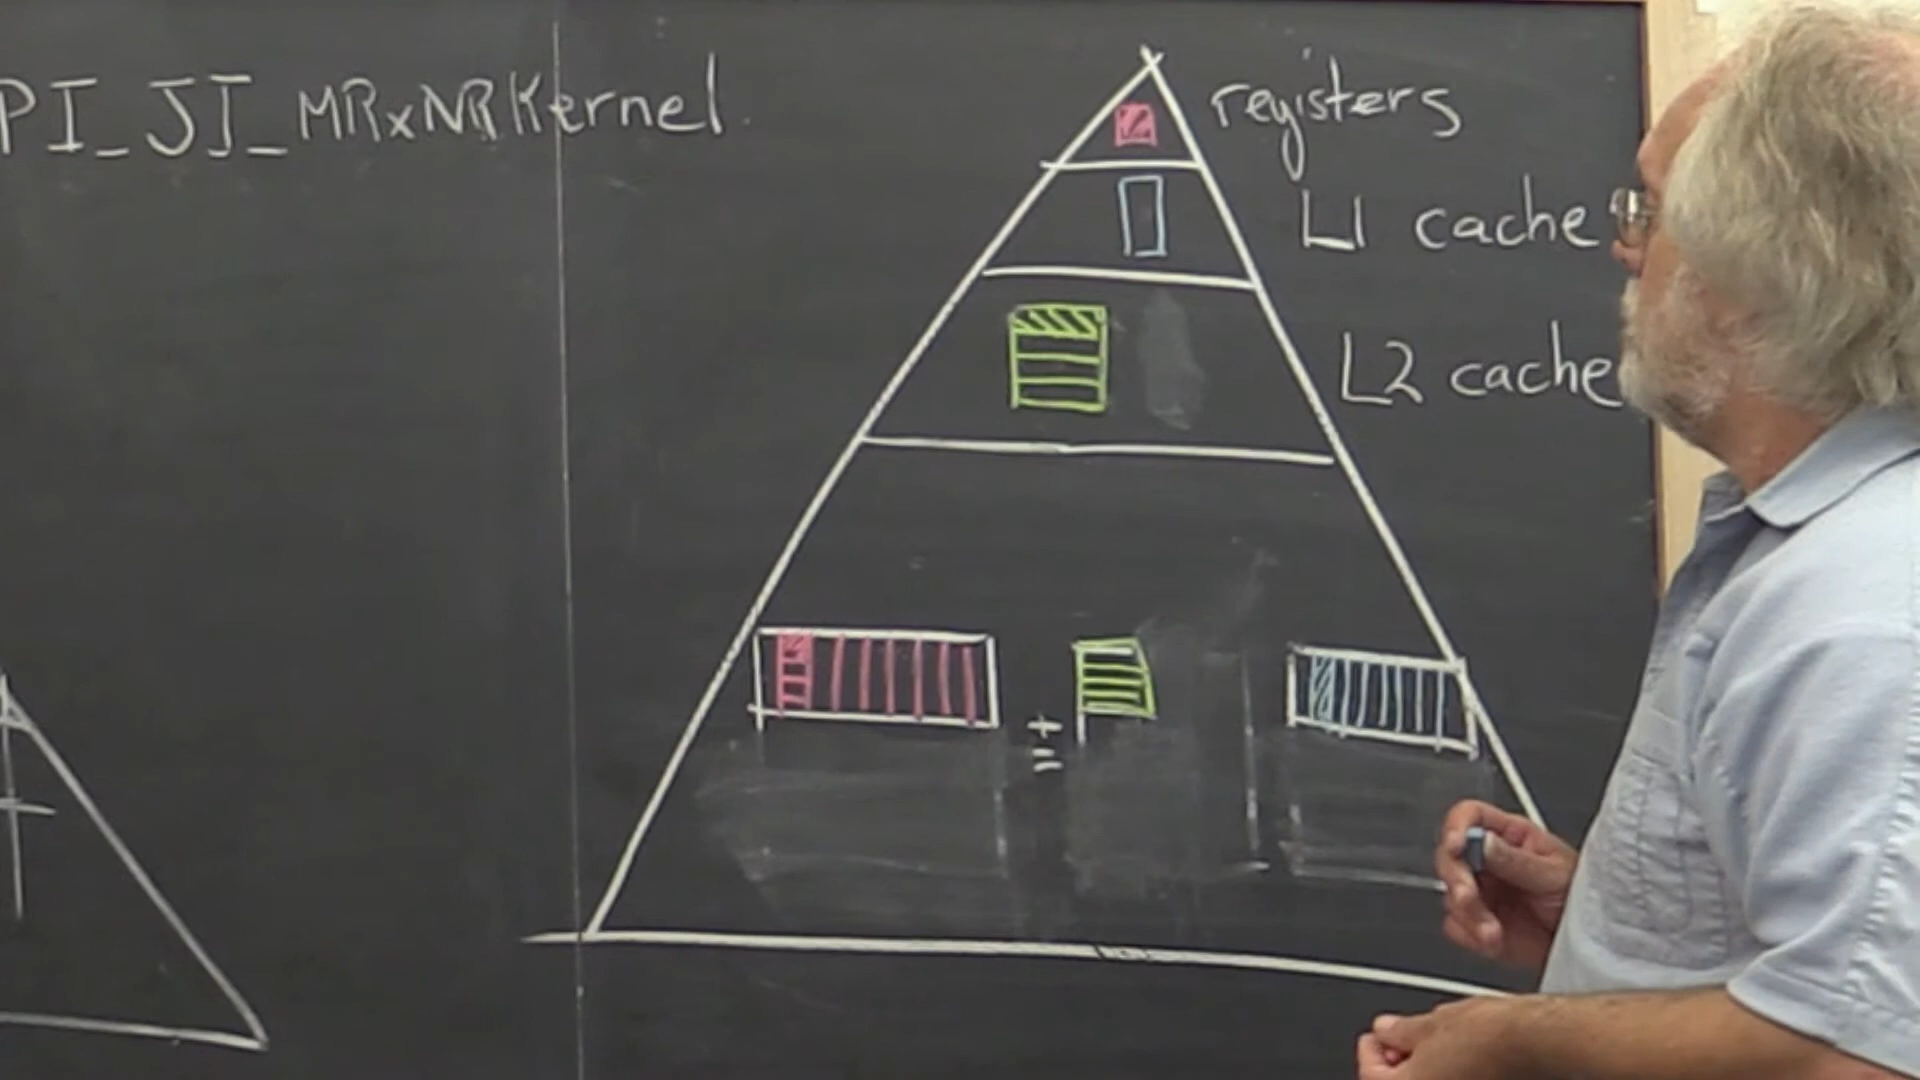 PI_JI_MRxNRKernel
registers
L1 cache
L2 cache
+=